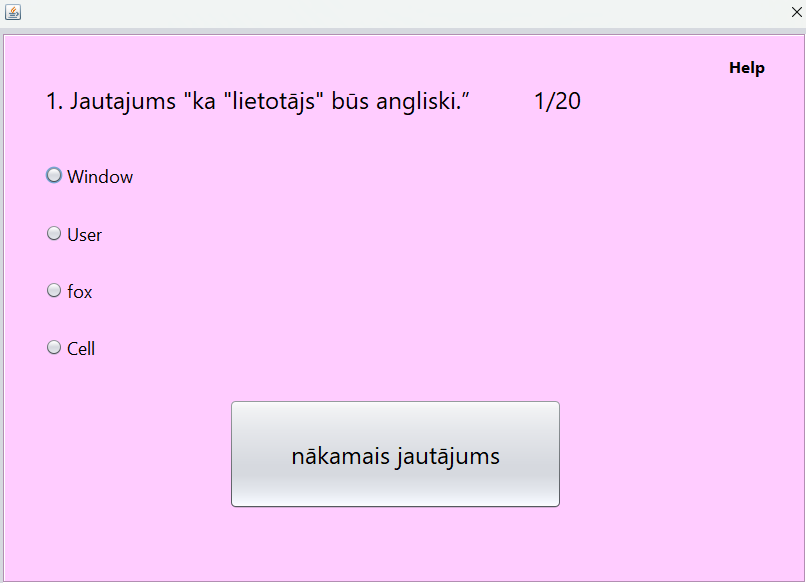 Help
1. Jautajums "ka "lietotājs" būs angliski.” 1/20
Window
User
fox
Cell
nākamais jautājums